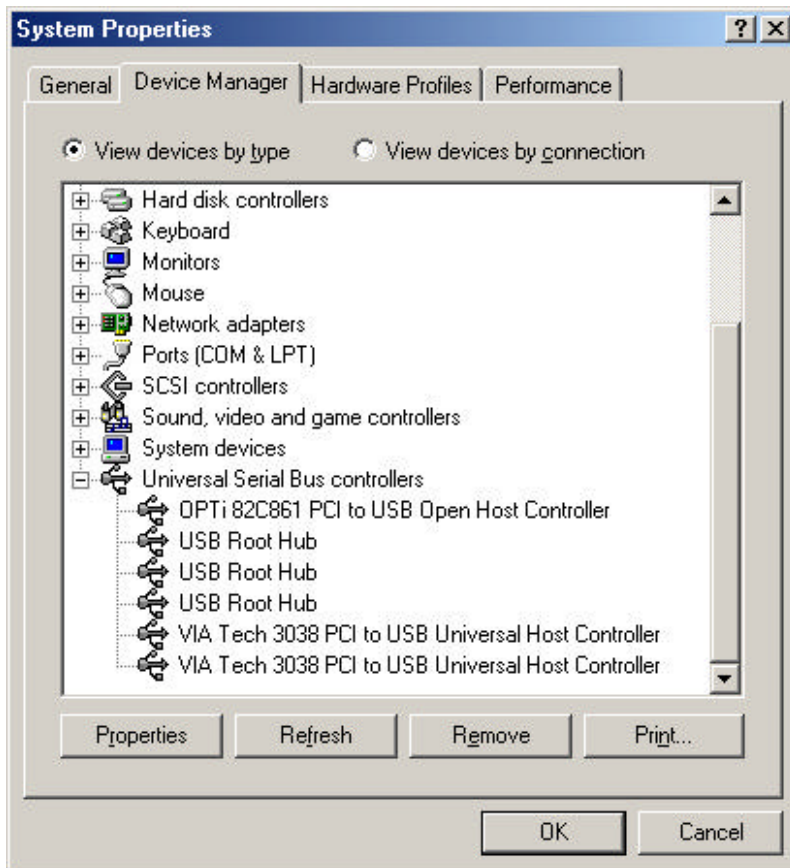 System Properties
General Device Manager Hardware Profiles Performance
View devices by type View devices by connection
Hard disk controllers
Keyboard
Monitors
Mouse
Network adapters
Ports (COM & LPT)
SCSI controllers
Sound, video and game controllers
System devices
Universal Serial Bus controllers
OPTi 82C861 PCI to USB Open Host Controller
USB Root Hub
USB Root Hub
USB Root Hub
VIA Tech 3038 PCI to USB Universal Host Controller
VIA Tech 3038 PCI to USB Universal Host Controller
Properties Refresh Remove Print...
OK Cancel